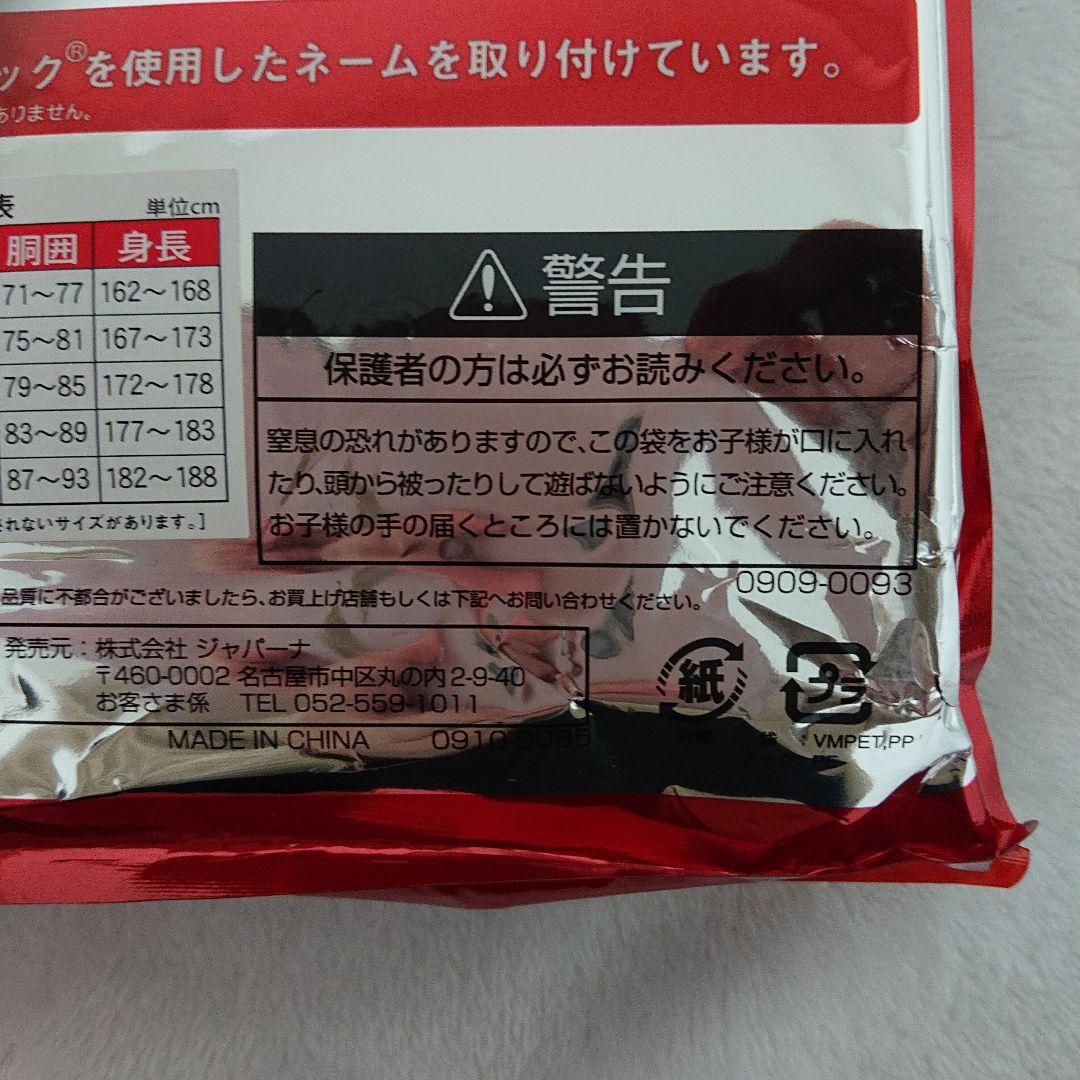 ック®を使用したネームを取り付けています。
ありません。
表 単位cm
胴囲 身長
71〜77 162〜168
75〜81 167〜173
79〜85 172〜178
83〜89 177〜183
87〜93 182〜188
れないサイズがあります。]
警告
保護者の方は必ずお読みください。
窒息の恐れがありますので、この袋をお子様が口に入れ
たり、頭から被ったりして遊ばないようにご注意ください。
お子様の手の届くところには置かないでください。
0909-0093
品質に不都合がございましたら、お買上げ店舗もしくは下記へお問い合わせください。
発売元：株式会社 ジャパーナ
〒460-0002 名古屋市中区丸の内2-9-40
お客さま係 TEL 052-559-1011
MADE IN CHINA 0910-0085
紙 プラ
台紙 袋 : VMPET,PP